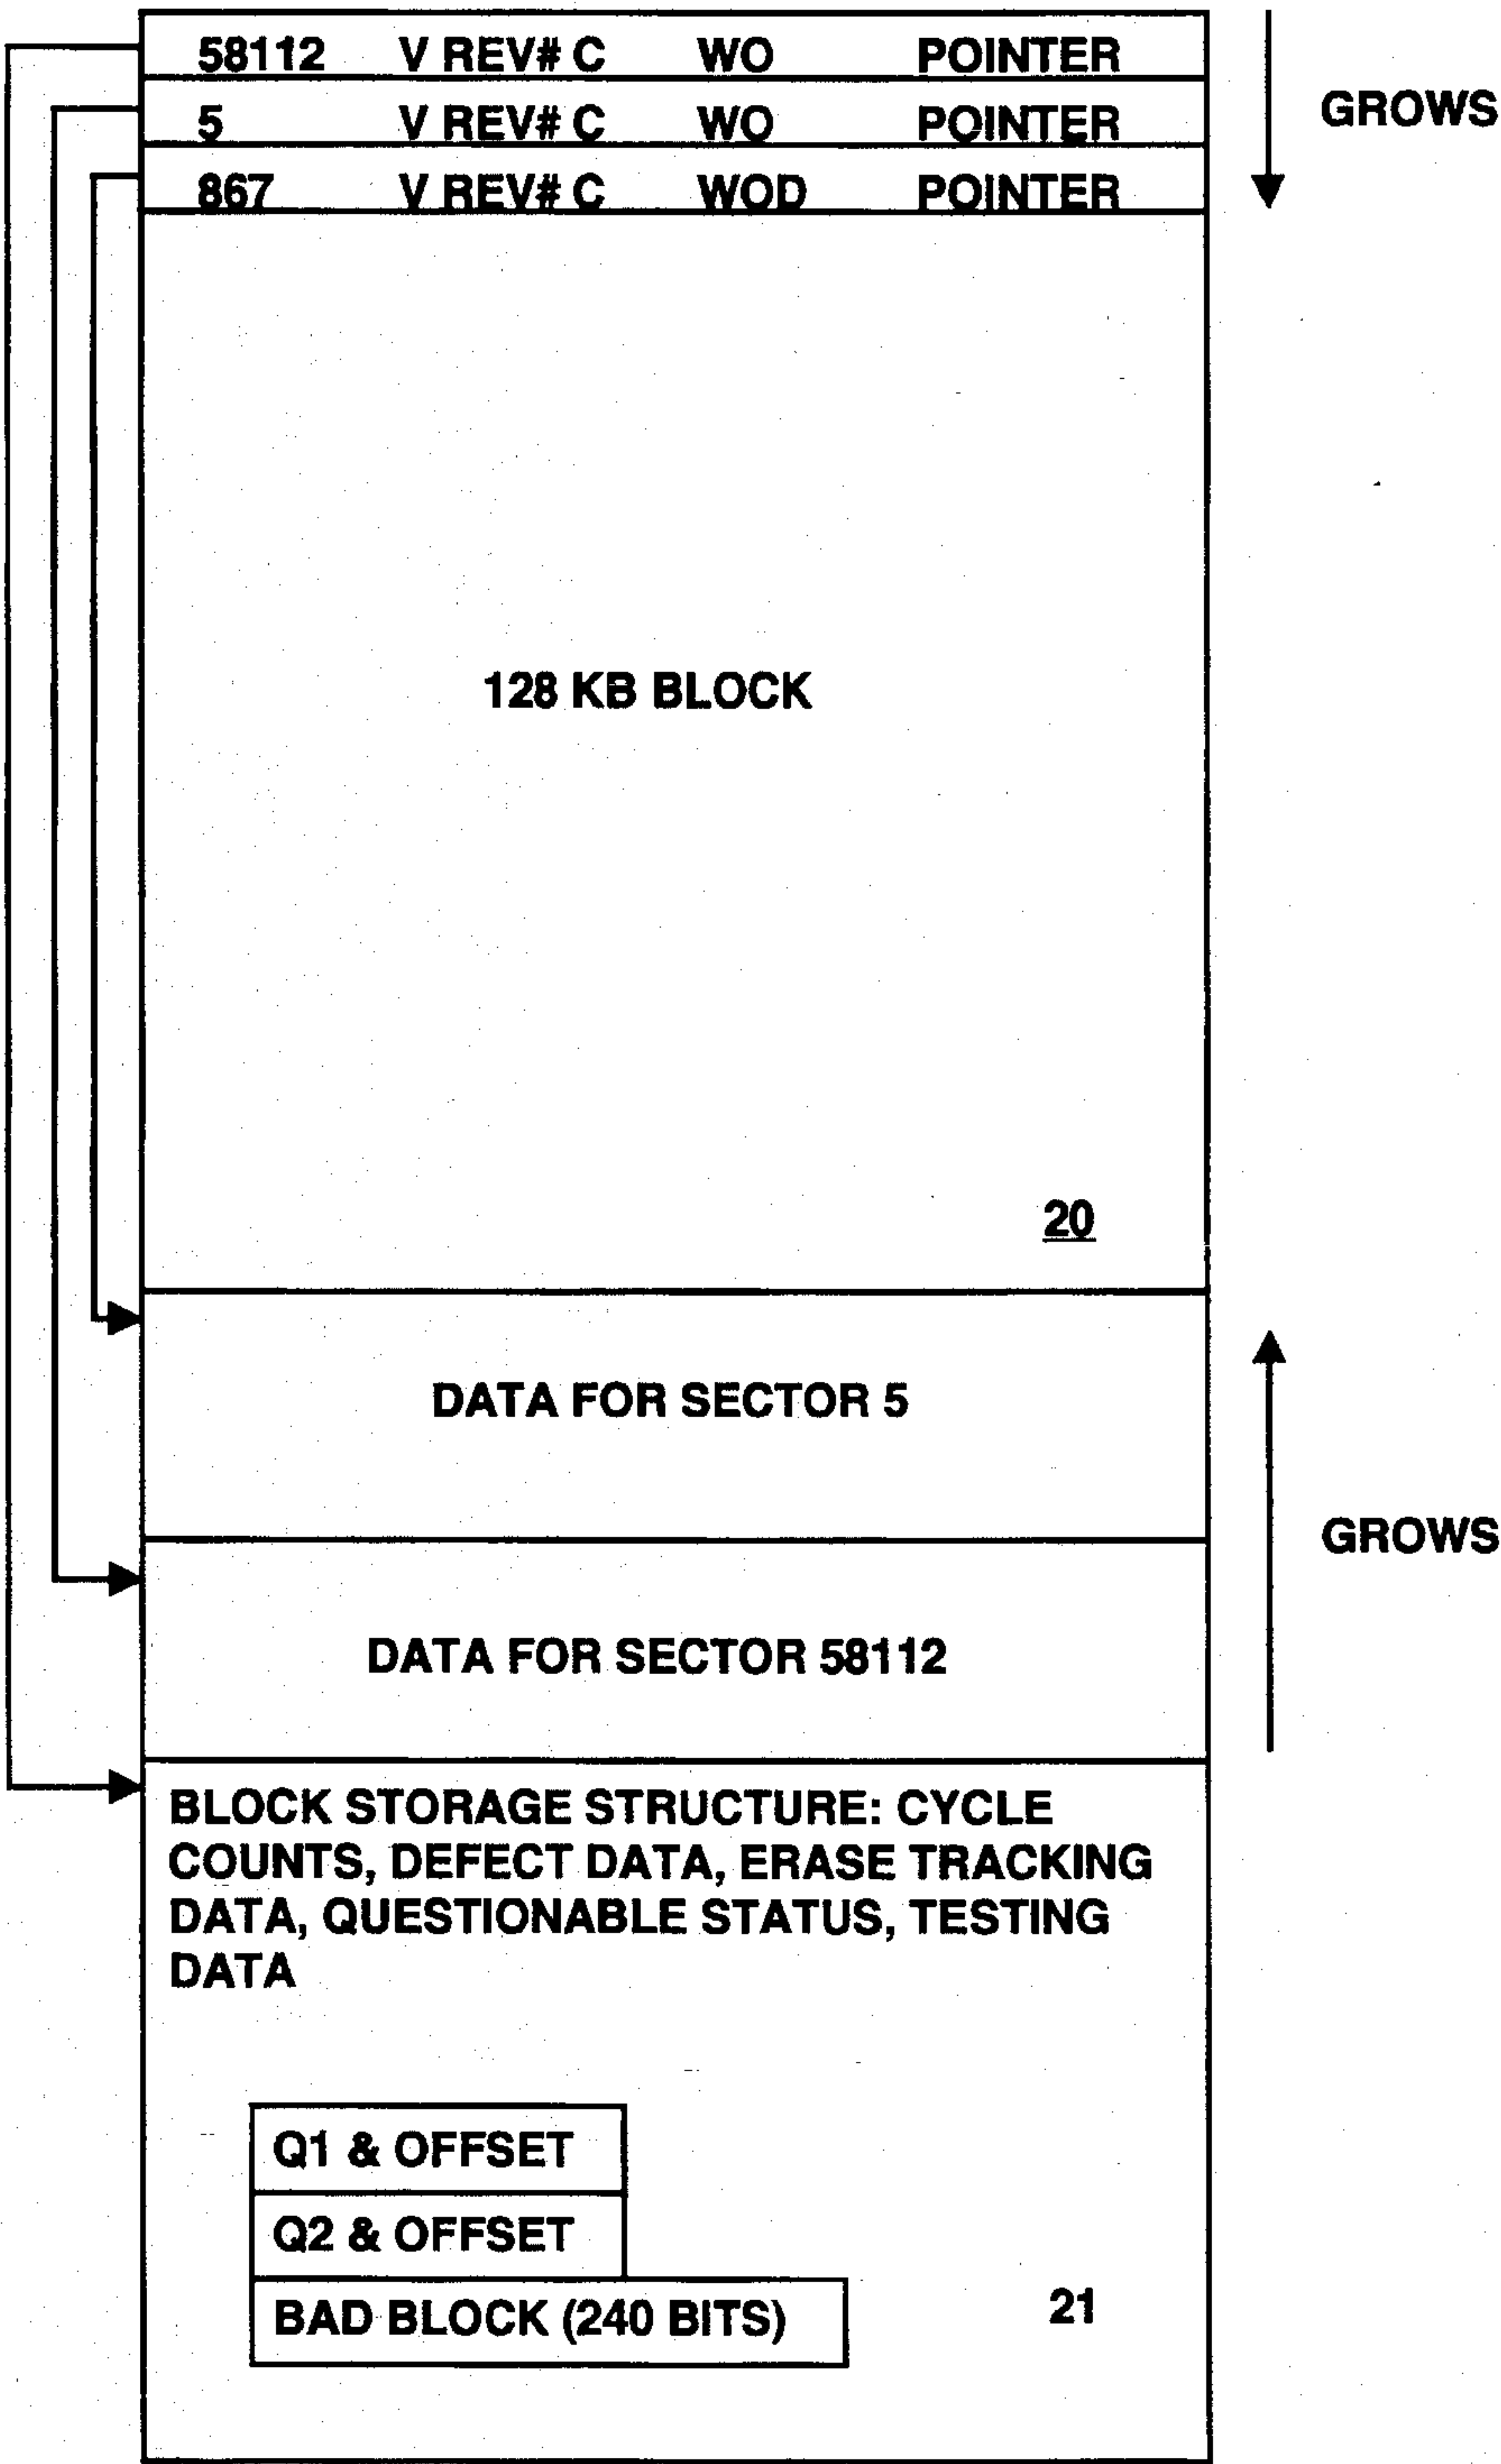 58112 V REV# C WO POINTER
5 V REV# C WO POINTER
867 V REV# C WOD POINTER
GROWS
128 KB BLOCK
20
DATA FOR SECTOR 5
GROWS
DATA FOR SECTOR 58112
BLOCK STORAGE STRUCTURE: CYCLE
COUNTS, DEFECT DATA, ERASE TRACKING
DATA, QUESTIONABLE STATUS, TESTING
DATA
Q1 & OFFSET
Q2 & OFFSET
BAD BLOCK (240 BITS)
21